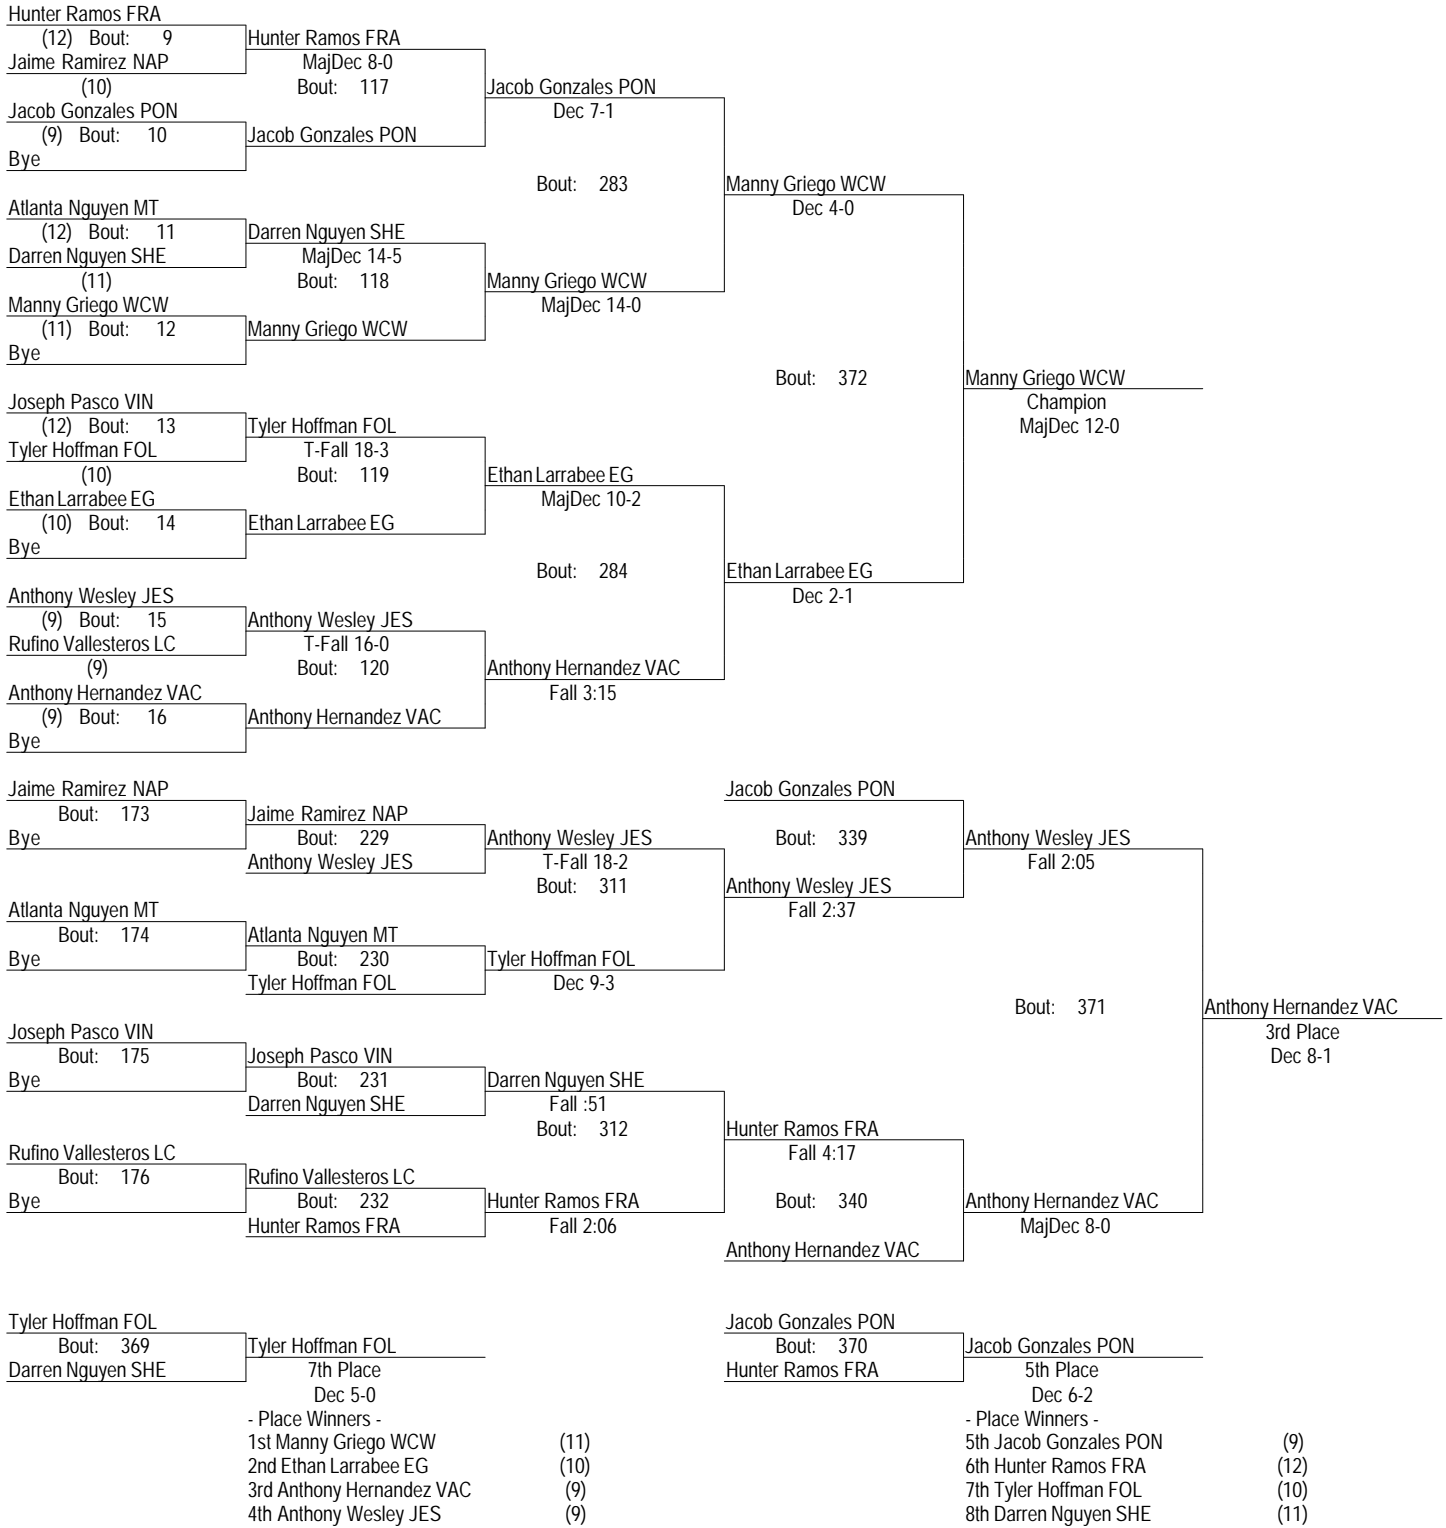 Hunter Ramos FRA
(12) Bout: 9 Hunter Ramos FRA
Jaime Ramirez NAP MajDec 8-0
(10) Bout: 117 Jacob Gonzales PON
Jacob Gonzales PON Dec 7-1
(9) Bout: 10 Jacob Gonzales PON
Bye
Bout: 283 Manny Griego WCW
Atlanta Nguyen MT Dec 4-0
(12) Bout: 11 Darren Nguyen SHE
Darren Nguyen SHE MajDec 14-5
(11) Bout: 118 Manny Griego WCW
Manny Griego WCW MajDec 14-0
(11) Bout: 12 Manny Griego WCW
Bye
Bout: 372 Manny Griego WCW
Joseph Pasco VIN Champion
(12) Bout: 13 Tyler Hoffman FOL MajDec 12-0
Tyler Hoffman FOL T-Fall 18-3
(10) Bout: 119 Ethan Larrabee EG
Ethan Larrabee EG MajDec 10-2
(10) Bout: 14 Ethan Larrabee EG
Bye
Bout: 284 Ethan Larrabee EG
Anthony Wesley JES Dec 2-1
(9) Bout: 15 Anthony Wesley JES
Rufino Vallesteros LC T-Fall 16-0
(9) Bout: 120 Anthony Hernandez VAC
Anthony Hernandez VAC Fall 3:15
(9) Bout: 16 Anthony Hernandez VAC
Bye
Jaime Ramirez NAP Jacob Gonzales PON
Bout: 173 Jaime Ramirez NAP
Bye Bout: 229 Anthony Wesley JES Bout: 339 Anthony Wesley JES
Anthony Wesley JES T-Fall 18-2 Fall 2:05
Bout: 311 Anthony Wesley JES
Atlanta Nguyen MT Fall 2:37
Bout: 174 Atlanta Nguyen MT
Bye Bout: 230 Tyler Hoffman FOL
Tyler Hoffman FOL Dec 9-3
Bout: 371 Anthony Hernandez VAC
Joseph Pasco VIN 3rd Place
Bout: 175 Joseph Pasco VIN Dec 8-1
Bye Bout: 231 Darren Nguyen SHE
Darren Nguyen SHE Fall :51
Bout: 312 Hunter Ramos FRA
Rufino Vallesteros LC Fall 4:17
Bout: 176 Rufino Vallesteros LC
Bye Bout: 232 Hunter Ramos FRA Bout: 340 Anthony Hernandez VAC
Hunter Ramos FRA Fall 2:06 MajDec 8-0
Anthony Hernandez VAC
Tyler Hoffman FOL Jacob Gonzales PON
Bout: 369 Tyler Hoffman FOL Bout: 370 Jacob Gonzales PON
Darren Nguyen SHE 7th Place Hunter Ramos FRA 5th Place
Dec 5-0 Dec 6-2
- Place Winners - - Place Winners -
1st Manny Griego WCW (11) 5th Jacob Gonzales PON (9)
2nd Ethan Larrabee EG (10) 6th Hunter Ramos FRA (12)
3rd Anthony Hernandez VAC (9) 7th Tyler Hoffman FOL (10)
4th Anthony Wesley JES (9) 8th Darren Nguyen SHE (11)